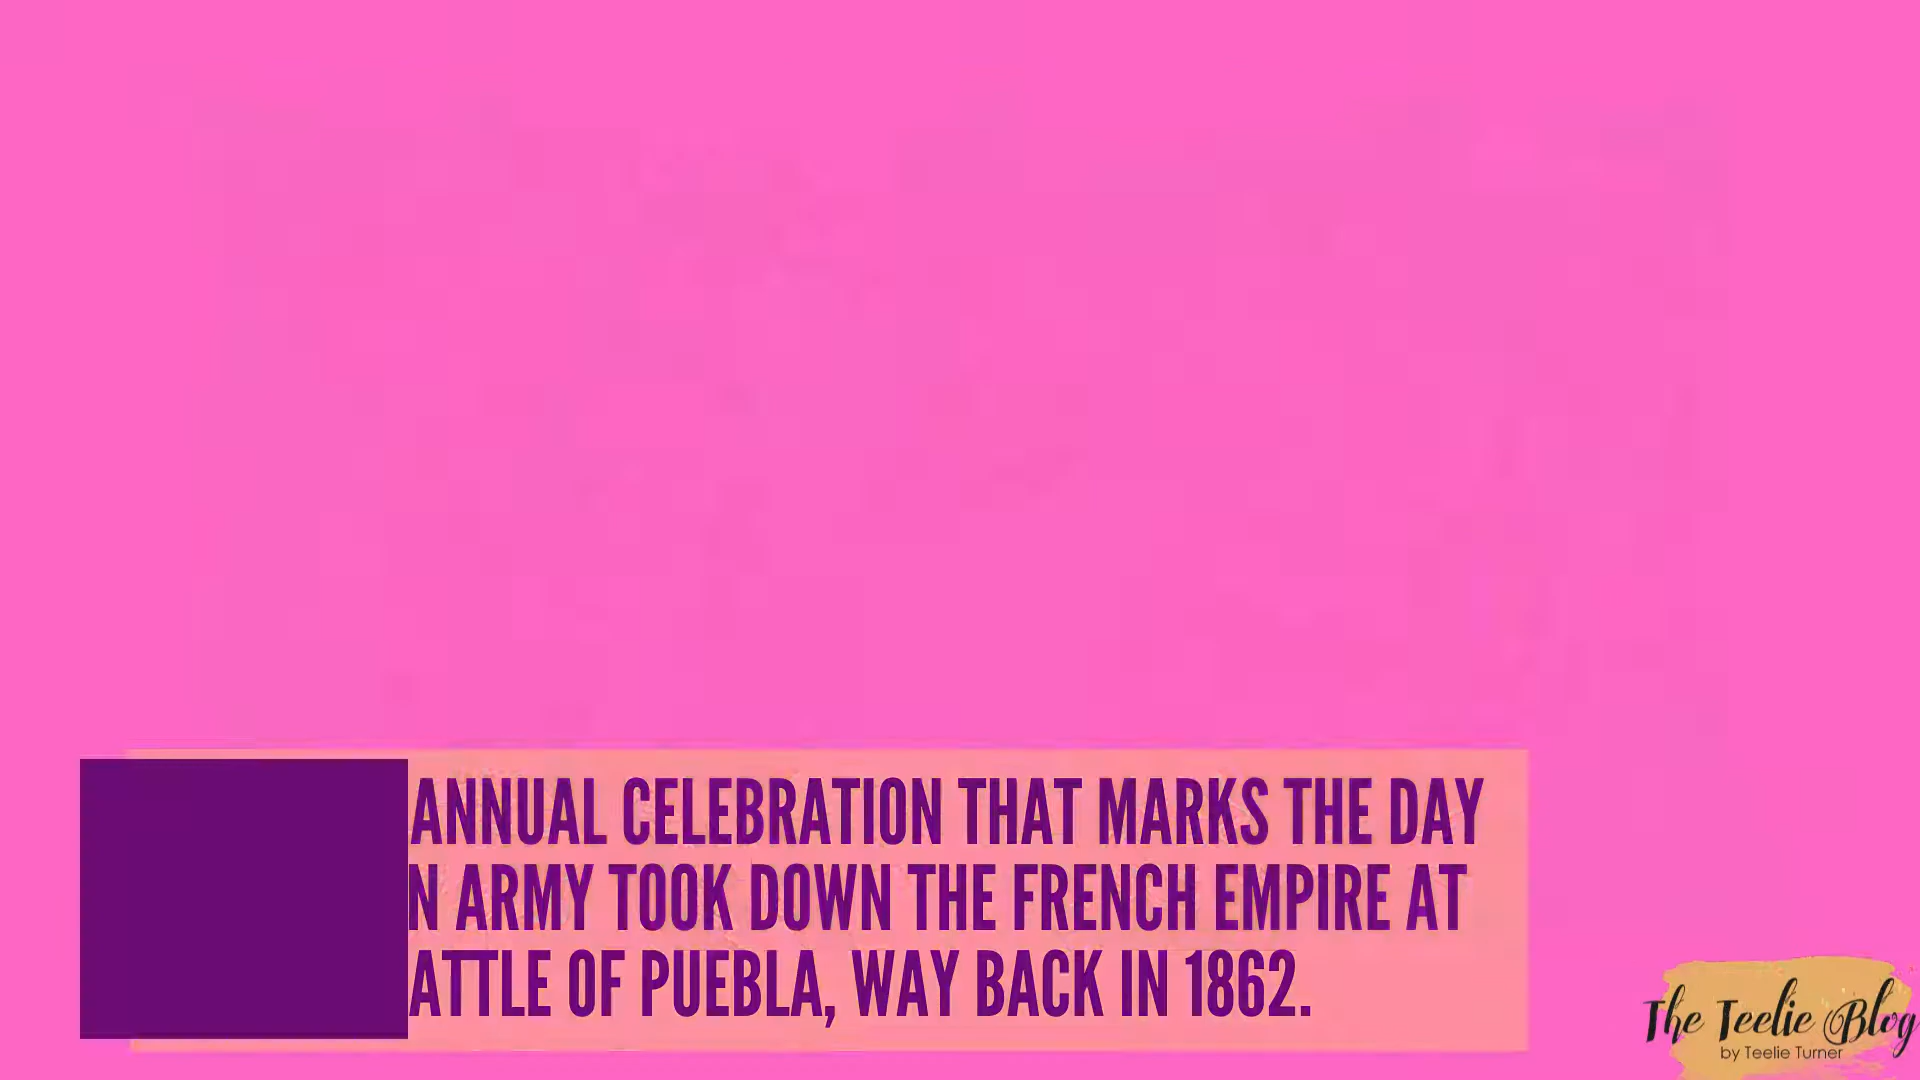 ANNUAL CELEBRATION THAT MARKS THE DAY
N ARMY TOOK DOWN THE FRENCH EMPIRE AT
ATTLE OF PUEBLA, WAY BACK IN 1862.
The Teelie Blog
by Teelie Turner